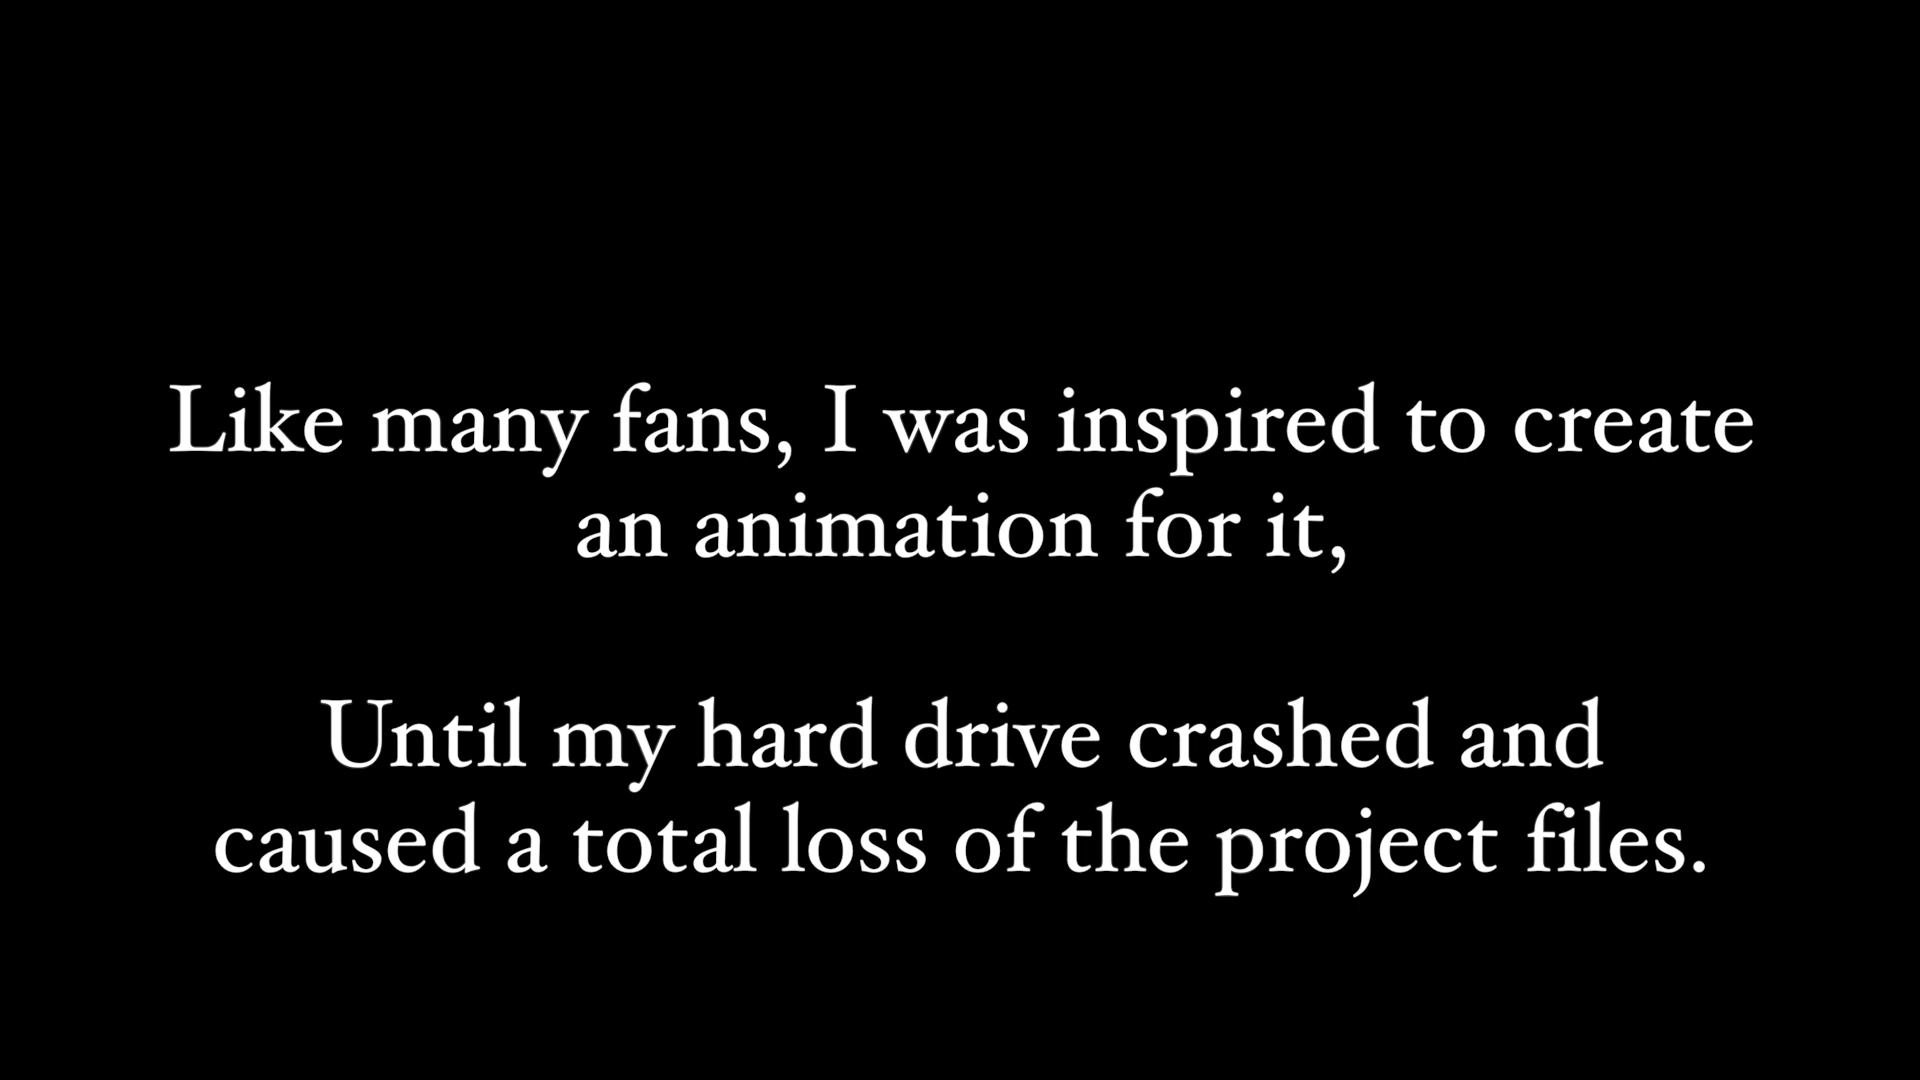 Like many fans, I was inspired to create
an animation for it,
Until my hard drive crashed and
caused a total loss of the project files.